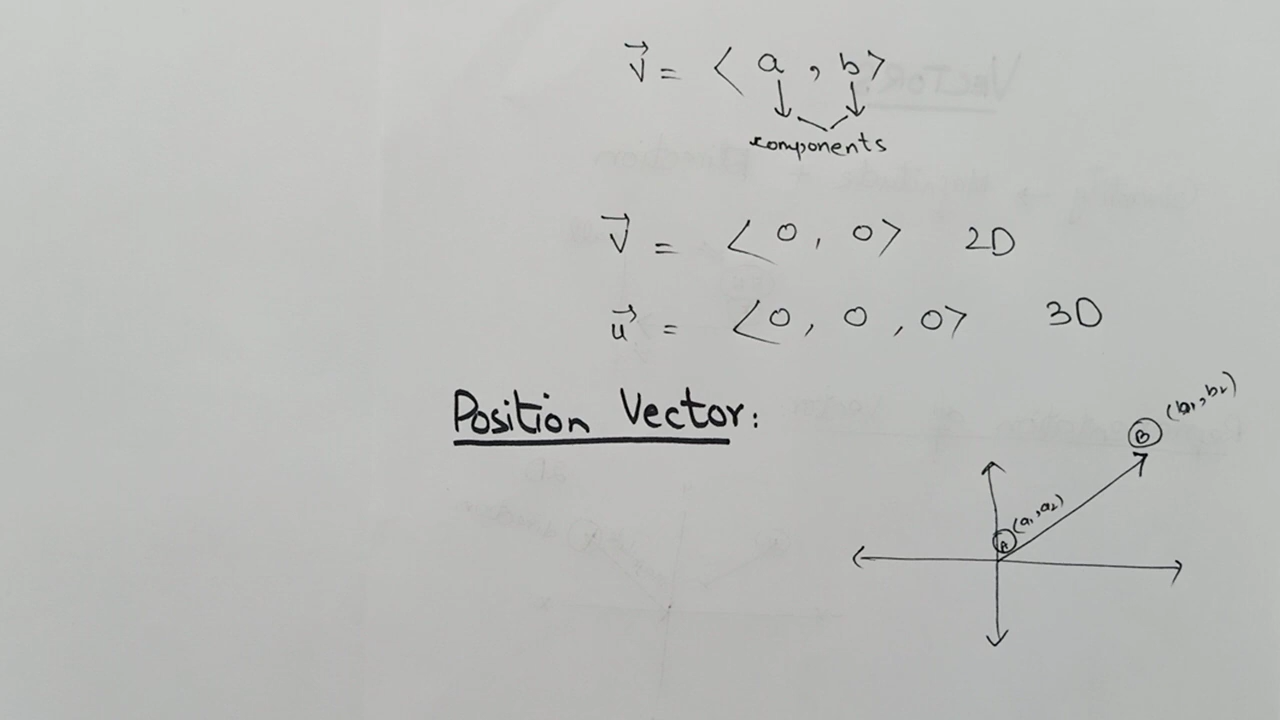 v⃗ = < a , b >
components
v⃗ = < 0 , 0 > 2D
u⃗ = < 0 , 0 , 0 > 3D
Position Vector:
B (b₁, b₂)
A (a₁, a₂)